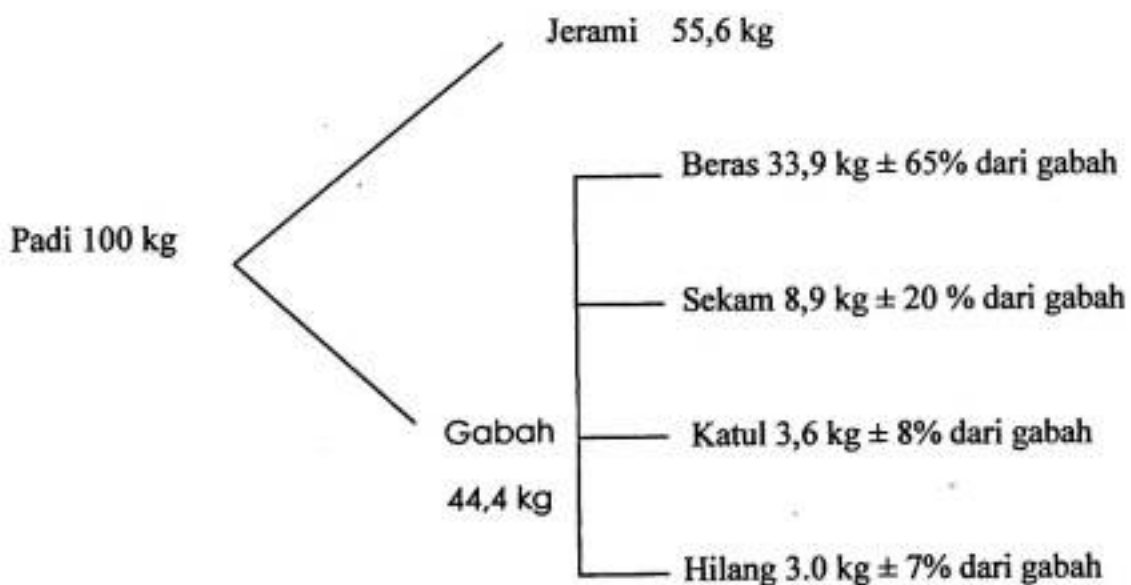 Jerami 55,6 kg
Beras 33,9 kg ± 65% dari gabah
Padi 100 kg
Sekam 8,9 kg ± 20 % dari gabah
Gabah
44,4 kg
Katul 3,6 kg ± 8% dari gabah
Hilang 3.0 kg ± 7% dari gabah